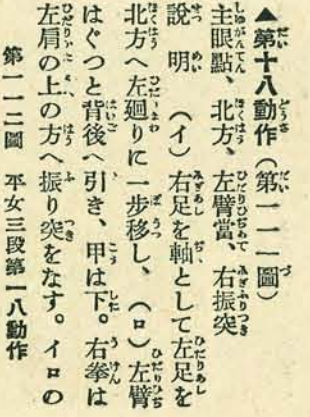 ▲第十八動作（第一一一圖）
主眼點、北方、左臂當、右振突
說　明　（イ）右足を軸として左足を
北方へ左廻りに一步移し、（ロ）左臂
はぐつと背後へ引き、甲は下。右拳は
左肩の上の方へ振り突をなす。イロの
第一一二圖　平女三段第一八動作